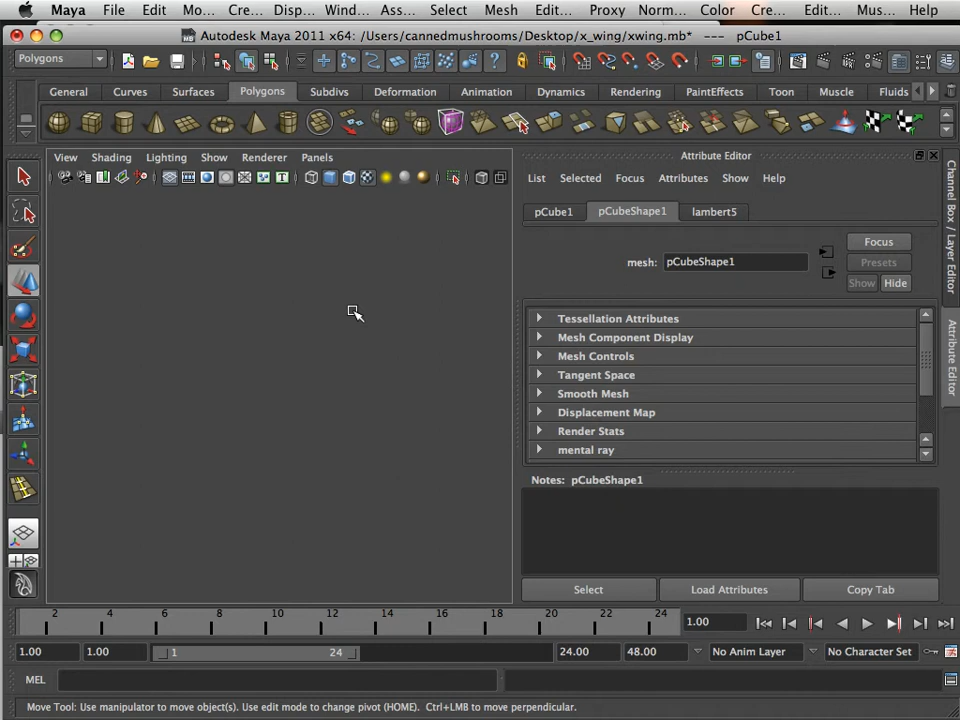 Maya File Edit Mo... Cre... Disp... Wind... Ass... Select Mesh Edit... Proxy Norm... Color Cre... Edit... Mus... Help
Autodesk Maya 2011 x64: /Users/cannedmushrooms/Desktop/x_wing/xwing.mb* --- pCube1
Polygons
General Curves Surfaces Polygons Subdivs Deformation Animation Dynamics Rendering PaintEffects Toon Muscle Fluids
View Shading Lighting Show Renderer Panels
Attribute Editor
List Selected Focus Attributes Show Help
pCube1 pCubeShape1 lambert5
mesh: pCubeShape1
Focus
Presets
Show Hide
Tessellation Attributes
Mesh Component Display
Mesh Controls
Tangent Space
Smooth Mesh
Displacement Map
Render Stats
mental ray
Notes: pCubeShape1
Select Load Attributes Copy Tab
Channel Box / Layer Editor
Attribute Editor
2 4 6 8 10 12 14 16 18 20 22 24
1.00
1.00 1.00 1 24 24.00 48.00 No Anim Layer No Character Set
MEL
Move Tool: Use manipulator to move object(s). Use edit mode to change pivot (HOME). Ctrl+LMB to move perpendicular.